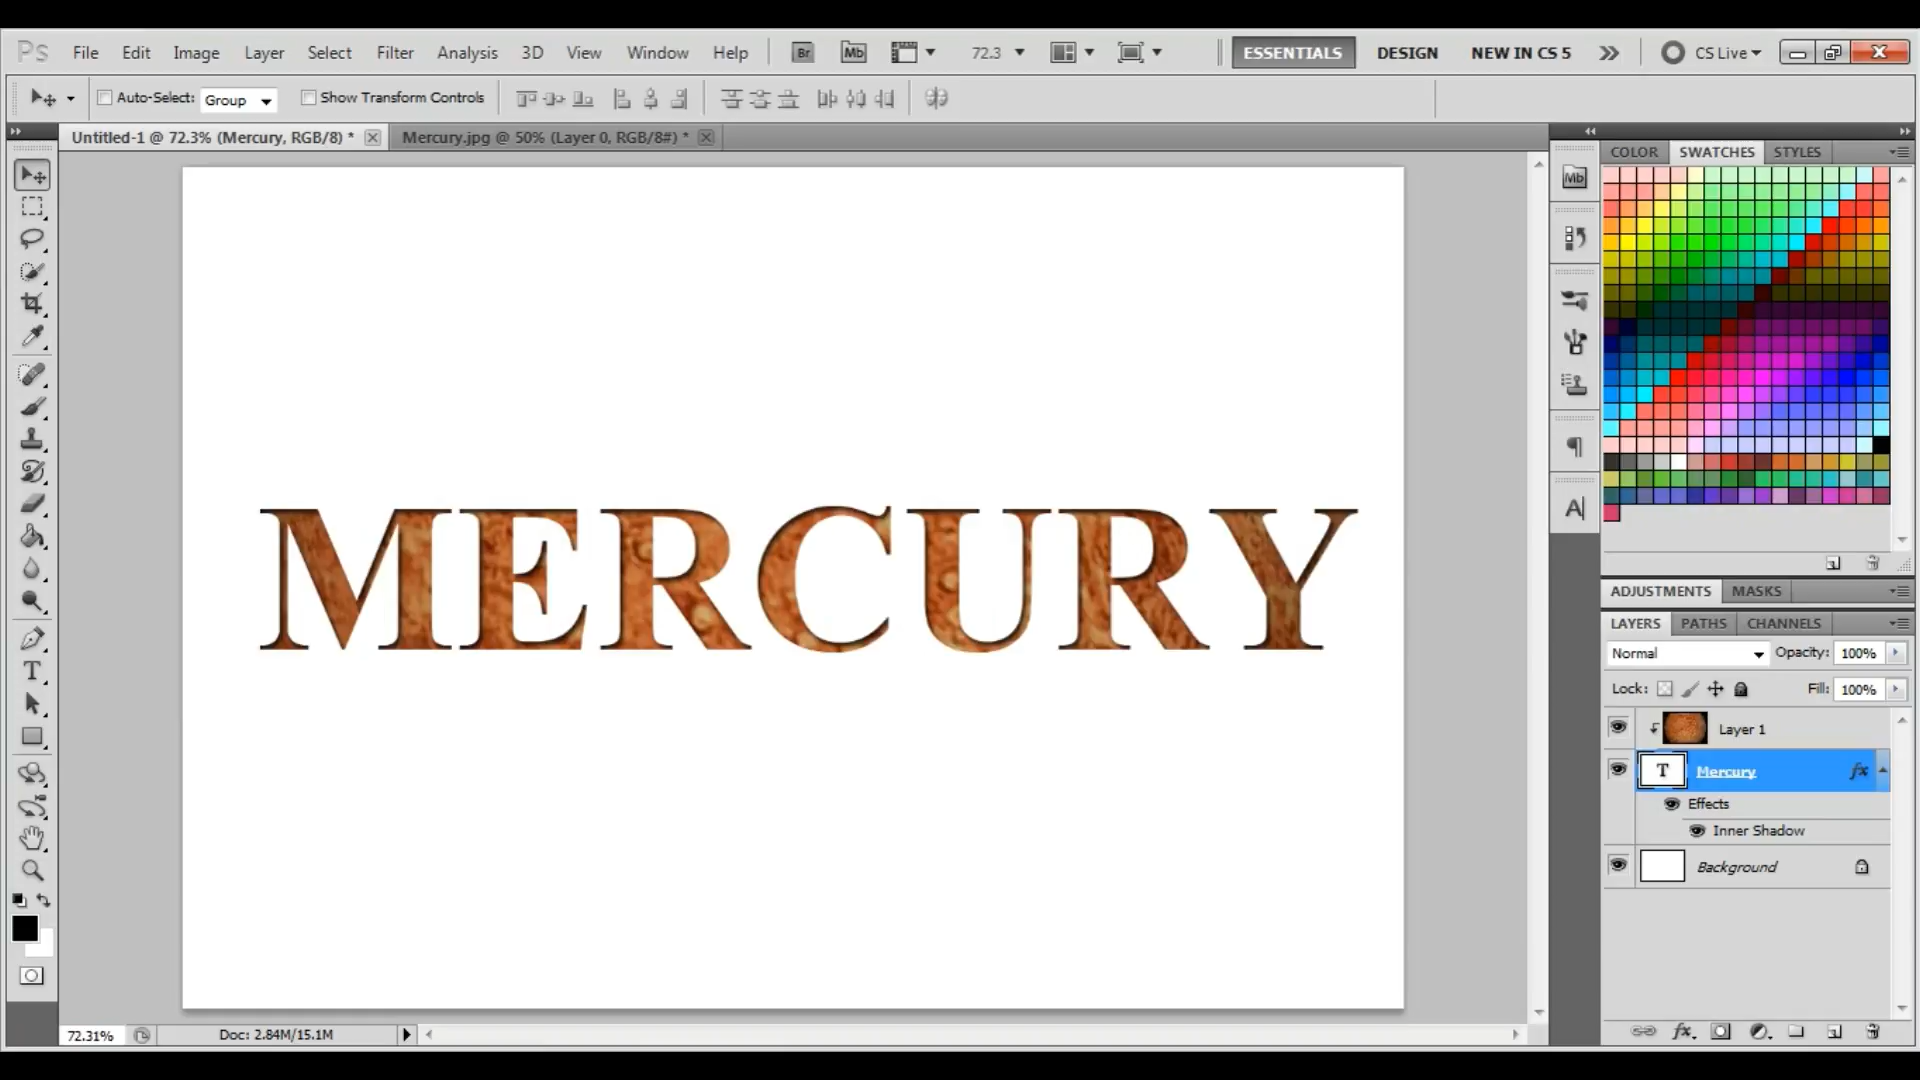 Ps File Edit Image Layer Select Filter Analysis 3D View Window Help Br Mb 72.3 ESSENTIALS DESIGN NEW IN CS 5 CS Live
Auto-Select: Group Show Transform Controls
Untitled-1 @ 72.3% (Mercury, RGB/8) * Mercury.jpg @ 50% (Layer 0, RGB/8#) *
COLOR SWATCHES STYLES
Mb
MERCURY
A
ADJUSTMENTS MASKS
LAYERS PATHS CHANNELS
Normal Opacity: 100%
Lock: Fill: 100%
Layer 1
T Mercury fx
Effects
Inner Shadow
Background
72.31% Doc: 2.84M/15.1M
fx